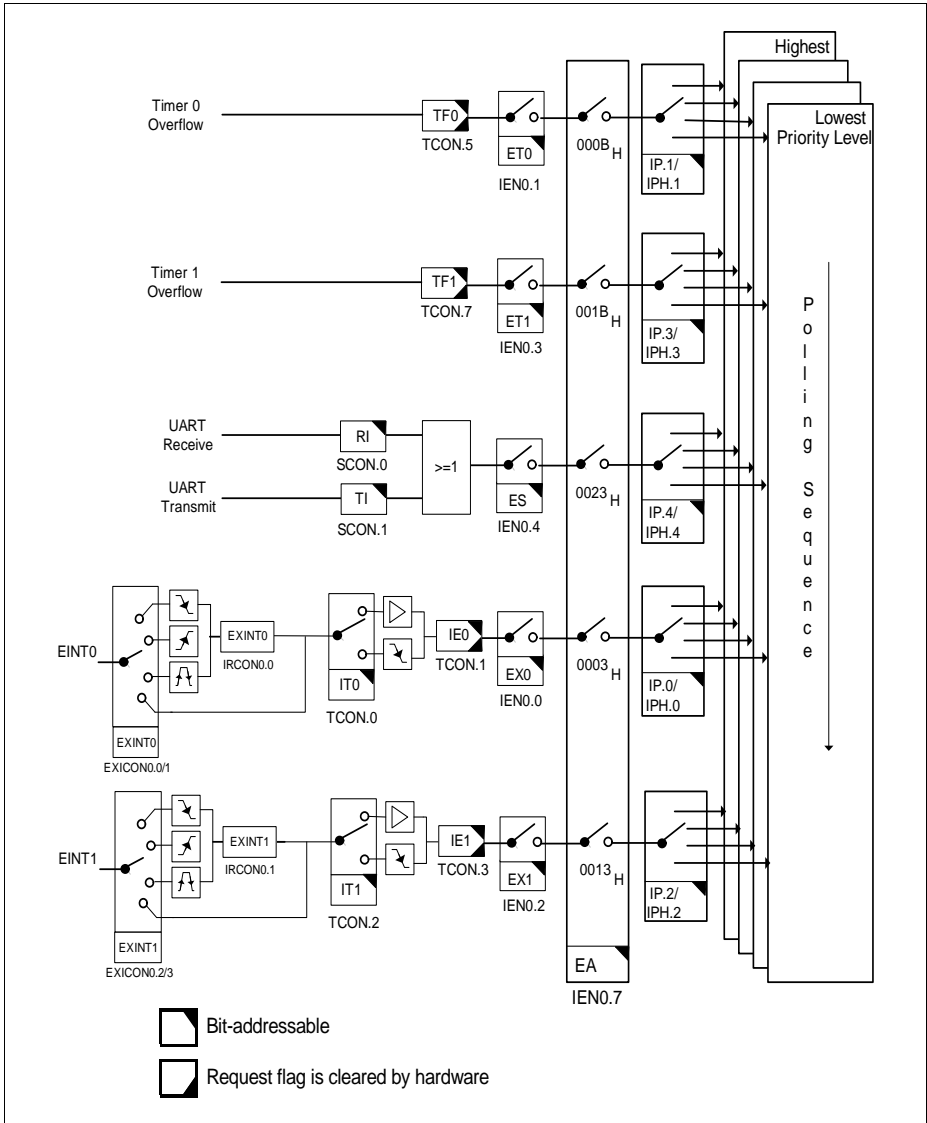 Highest
Lowest
Priority Level
Timer 0
Overflow
TF0
TCON.5
ET0
IEN0.1
000B H
IP.1/
IPH.1
Timer 1
Overflow
TF1
TCON.7
ET1
IEN0.3
001B H
IP.3/
IPH.3
UART
Receive
RI
SCON.0
UART
Transmit
TI
SCON.1
>=1
ES
IEN0.4
0023 H
IP.4/
IPH.4
EINT0
EXINT0
EXICON0.0/1
EXINT0
IRCON0.0
IT0
TCON.0
IE0
TCON.1
EX0
IEN0.0
0003 H
IP.0/
IPH.0
EINT1
EXINT1
EXICON0.2/3
EXINT1
IRCON0.1
IT1
TCON.2
IE1
TCON.3
EX1
IEN0.2
0013 H
IP.2/
IPH.2
EA
IEN0.7
Polling Sequence
Bit-addressable
Request flag is cleared by hardware